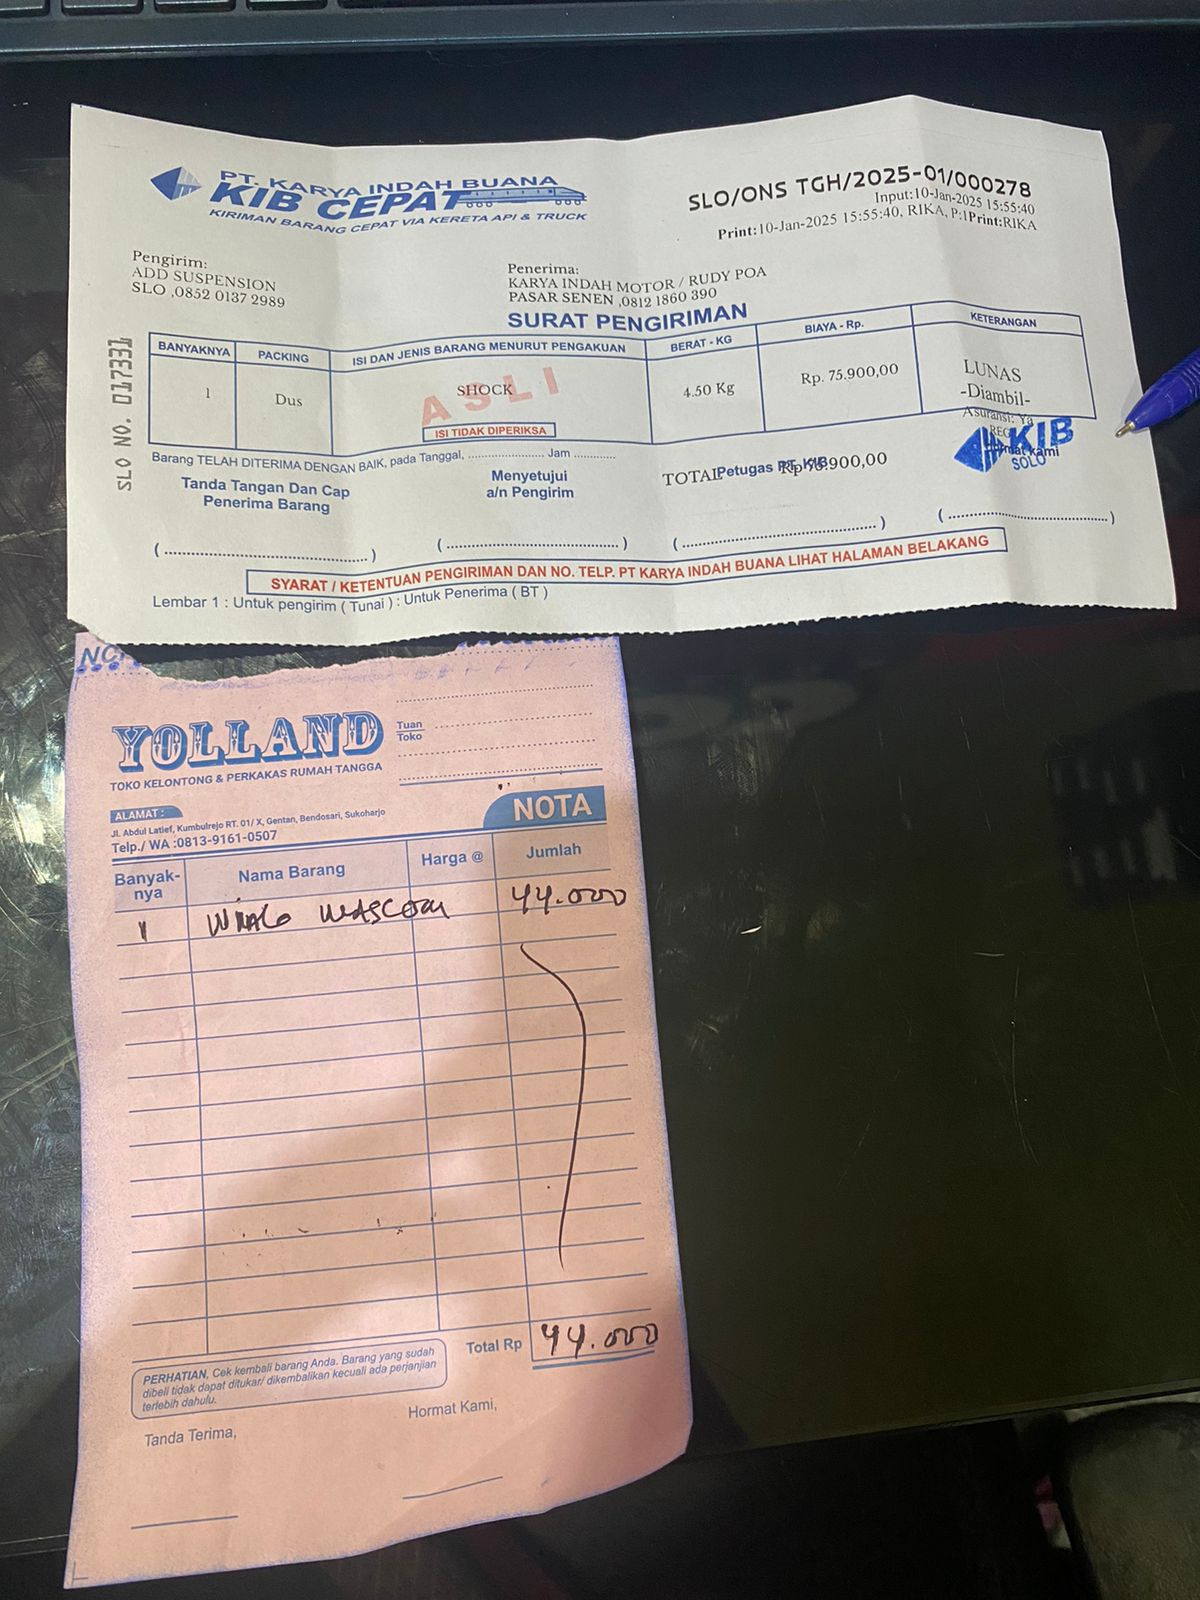 PT. KARYA INDAH BUANA
KIB CEPAT
KIRIMAN BARANG CEPAT VIA KERETA API & TRUCK
SLO/ONS TGH/2025-01/000278
Input:10-Jan-2025 15:55:40
Print:10-Jan-2025 15:55:40, RIKA, P:1Print:RIKA
Pengirim:
ADD SUSPENSION
SLO ,0852 0137 2989
Penerima:
KARYA INDAH MOTOR / RUDY POA
PASAR SENEN ,0812 1860 390
SURAT PENGIRIMAN
SLO NO. 017331
BANYAKNYA PACKING ISI DAN JENIS BARANG MENURUT PENGAKUAN BERAT - KG BIAYA - Rp. KETERANGAN
1 Dus SHOCK 4.50 Kg Rp. 75.900,00 LUNAS
-Diambil-
Asuransi: Ya
REG
ASLI
ISI TIDAK DIPERIKSA
KIB
SOLO
Barang TELAH DITERIMA DENGAN BAIK, pada Tanggal, ........................ Jam .............
Tanda Tangan Dan Cap
Penerima Barang
Menyetujui
a/n Pengirim
TOTAL
Petugas PT. KIB
( ................................................ ) ( ........................................ ) ( ............................................. ) ( ...................................... )
SYARAT / KETENTUAN PENGIRIMAN DAN NO. TELP. PT KARYA INDAH BUANA LIHAT HALAMAN BELAKANG
Lembar 1 : Untuk pengirim ( Tunai ) : Untuk Penerima ( BT )
YOLLAND
TOKO KELONTONG & PERKAKAS RUMAH TANGGA
Tuan
Toko
ALAMAT :
Jl. Abdul Latief, Kumbulrejo RT. 01/ X, Gentan, Bendosari, Sukoharjo
Telp./ WA :0813-9161-0507
NOTA
Banyak-
nya
Nama Barang Harga @ Jumlah
1 44.000
Total Rp 44.000
PERHATIAN, Cek kembali barang Anda. Barang yang sudah
dibeli tidak dapat ditukar/ dikembalikan kecuali ada perjanjian
terlebih dahulu.
Tanda Terima,
Hormat Kami,